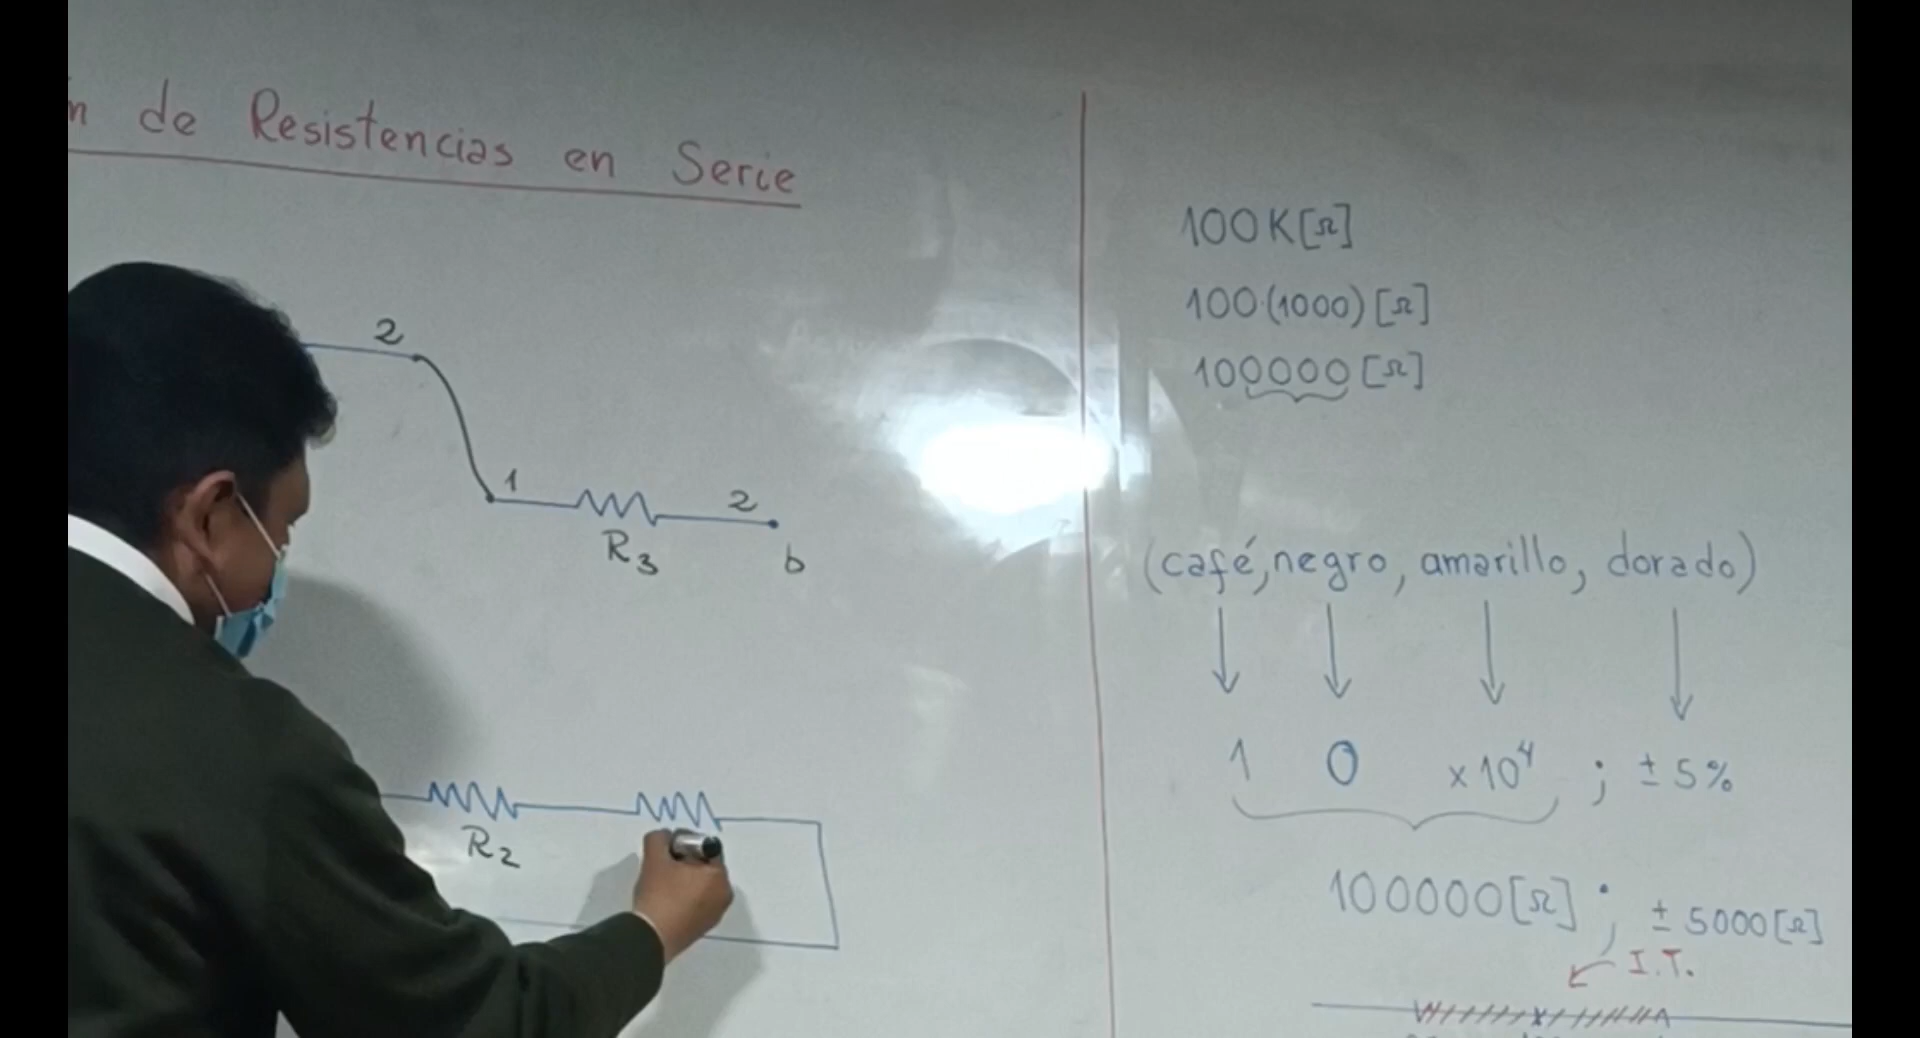 n de Resistencias en Serie
2
1
2
R3
b
R2
100K[Ω]
100·(1000)[Ω]
100000[Ω]
(café, negro, amarillo, dorado)
1 0 ×10⁴ ; ±5%
100000[Ω] ; ±5000[Ω]
I.T.